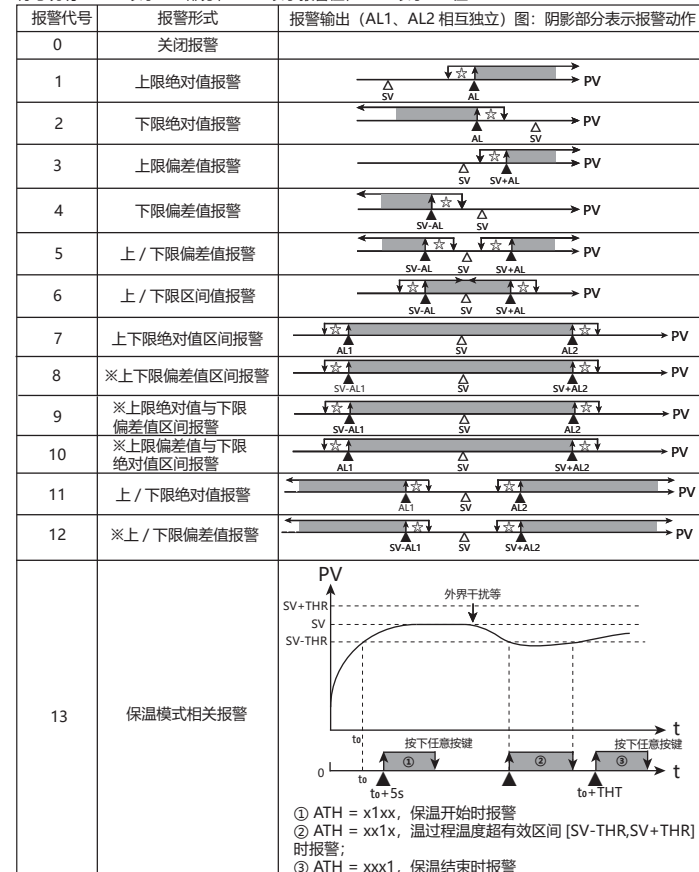 报警代号 报警形式 报警输出（AL1、AL2 相互独立）图：阴影部分表示报警动作
0 关闭报警
1 上限绝对值报警 ☆ SV AL PV
2 下限绝对值报警 ☆ AL SV PV
3 上限偏差值报警 ☆ SV SV+AL PV
4 下限偏差值报警 ☆ SV-AL SV PV
5 上 / 下限偏差值报警 ☆ ☆ SV-AL SV SV+AL PV
6 上 / 下限区间值报警 ☆ ☆ SV-AL SV SV+AL PV
7 上下限绝对值区间报警 ☆ ☆ AL1 SV AL2 PV
8 ※上下限偏差值区间报警 ☆ ☆ SV-AL1 SV SV+AL2 PV
9 ※上限绝对值与下限
偏差值区间报警 ☆ ☆ SV-AL1 SV AL2 PV
10 ※上限偏差值与下限
绝对值区间报警 ☆ ☆ AL1 SV SV+AL2 PV
11 上 / 下限绝对值报警 ☆ ☆ AL1 SV AL2 PV
12 ※上 / 下限偏差值报警 ☆ ☆ SV-AL1 SV SV+AL2 PV
13 保温模式相关报警
PV
SV+THR
外界干扰等
SV
SV-THR
t
t0
按下任意按键 按下任意按键
① ② ③
0 t
t0
t0+5s t0+THT
① ATH = x1xx，保温开始时报警
② ATH = xx1x，温过程温度超有效区间 [SV-THR,SV+THR]
时报警；
③ ATH = xxx1，保温结束时报警